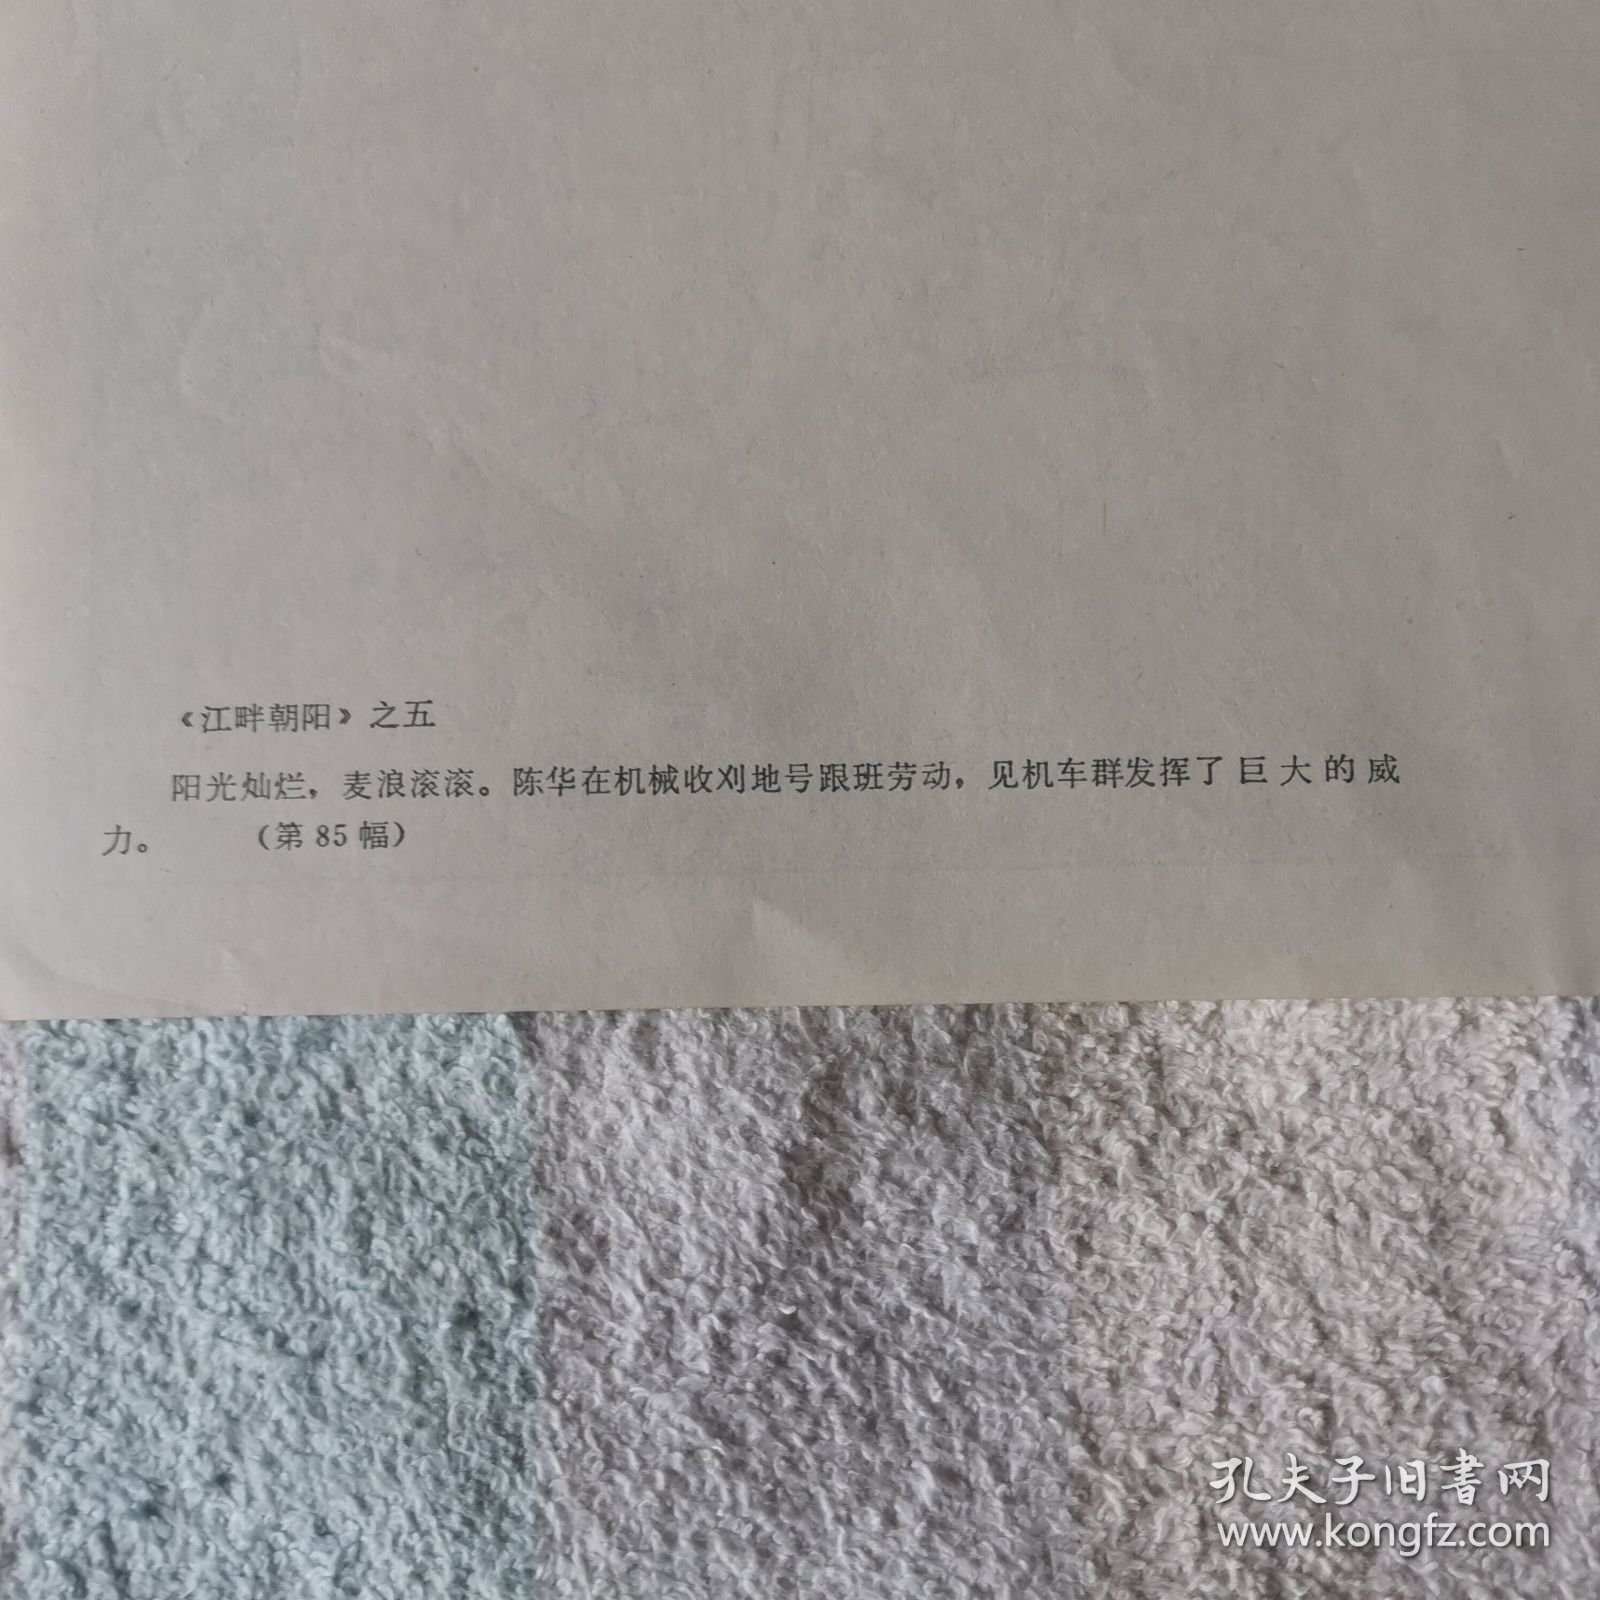 《江畔朝阳》之五
阳光灿烂，麦浪滚滚。陈华在机械收刈地号跟班劳动，见机车群发挥了巨大的威
力。 （第 85 幅）
孔夫子旧书网
www.kongfz.com